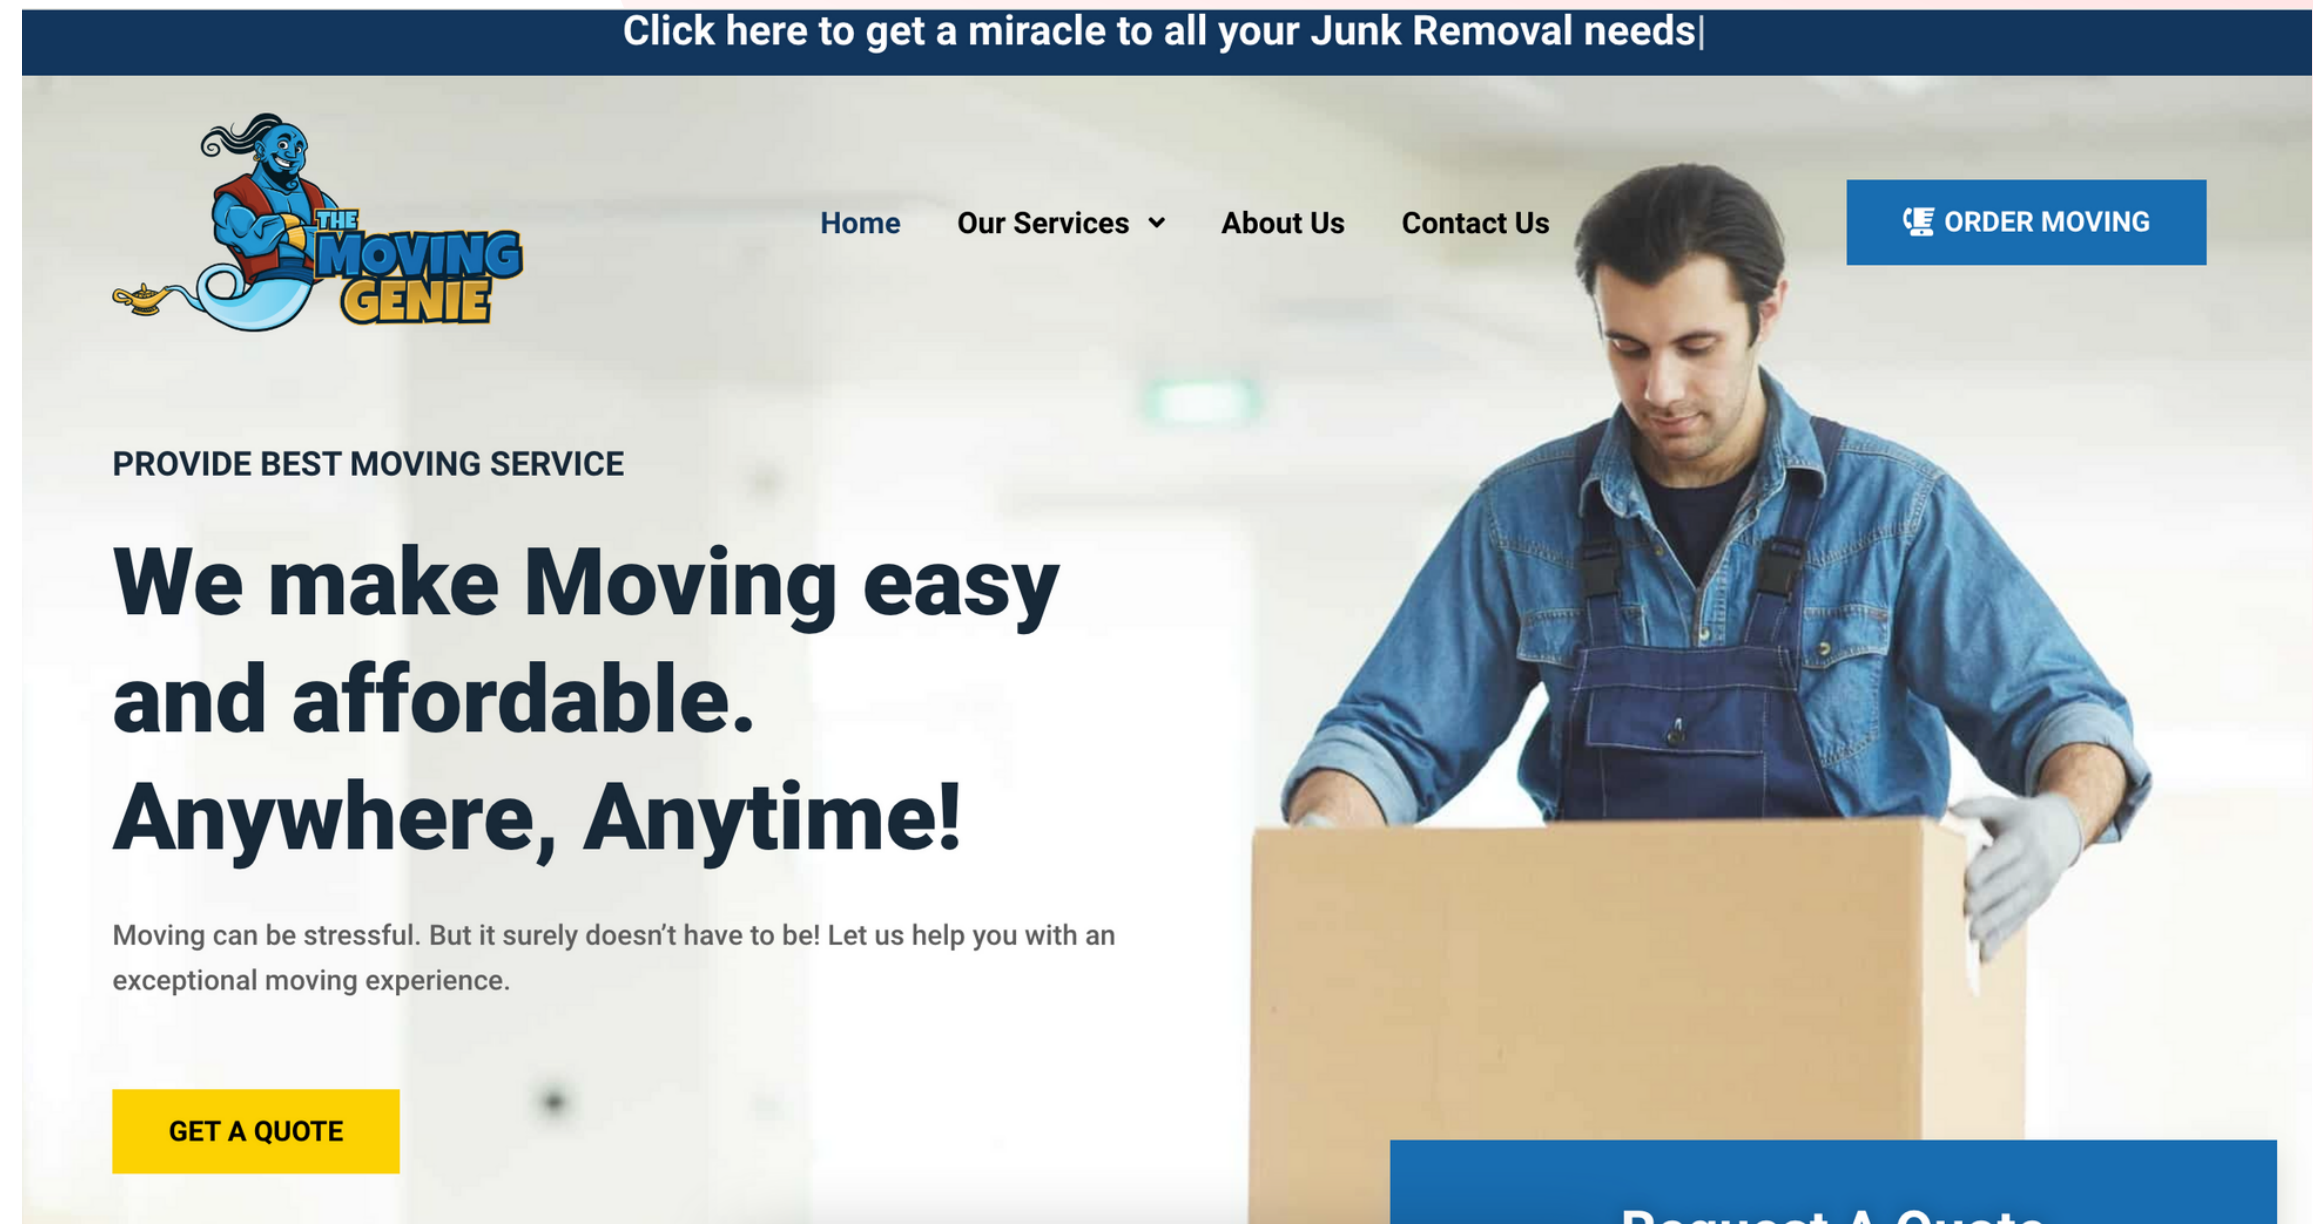 Click here to get a miracle to all your Junk Removal needs|
THE
MOVING
GENIE
Home
Our Services
About Us
Contact Us
ORDER MOVING
PROVIDE BEST MOVING SERVICE
We make Moving easy
and affordable.
Anywhere, Anytime!
Moving can be stressful. But it surely doesn’t have to be! Let us help you with an
exceptional moving experience.
GET A QUOTE
Request A Quote